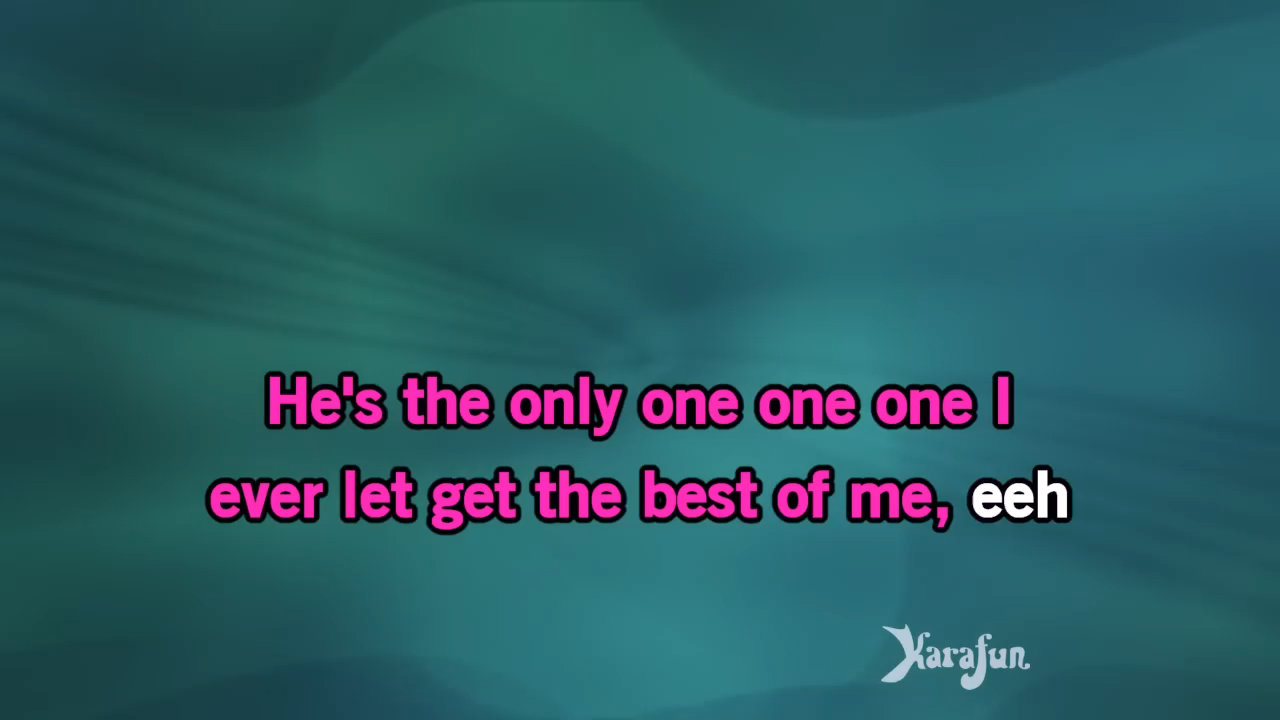 He's the only one one one I
ever let get the best of me, eeh
Karafun